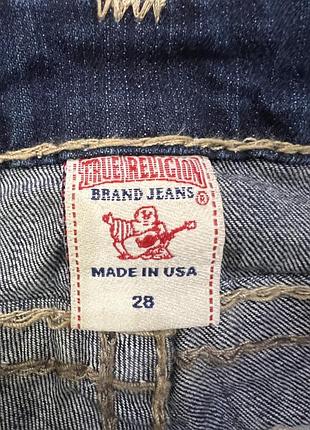 TRUE RELIGION
BRAND JEANS ®
MADE IN USA
28